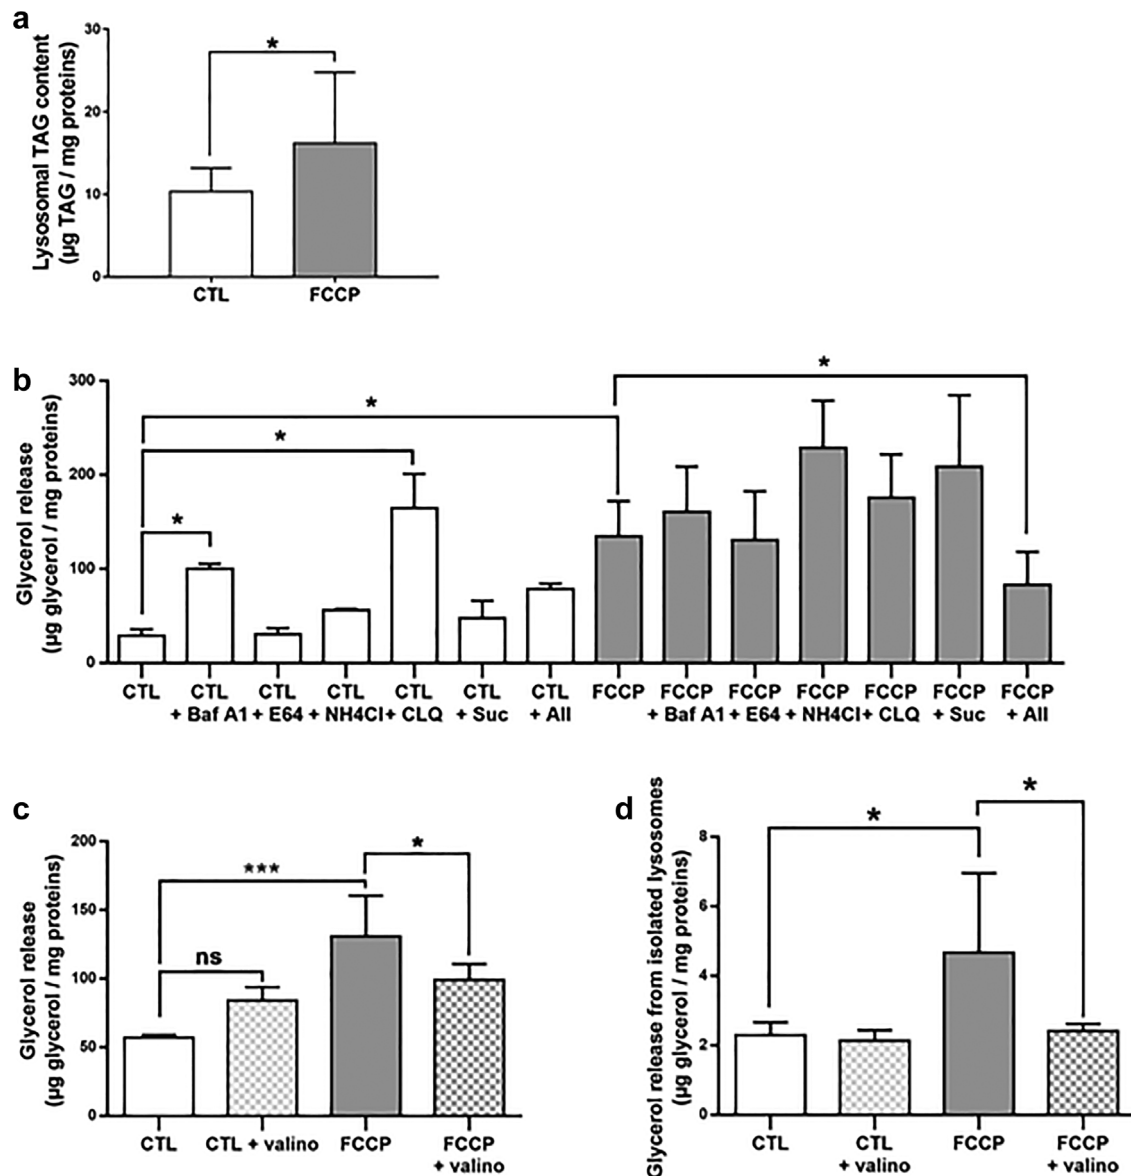 a
Lysosomal TAG content
(µg TAG / mg proteins)
30
20
10
0
*
CTL
FCCP
b
Glycerol release
(µg glycerol / mg proteins)
300
200
100
0
*
*
*
*
CTL CTL CTL CTL CTL CTL CTL FCCP FCCP FCCP FCCP FCCP FCCP FCCP
+ Baf A1 + E64 + NH4Cl + CLQ + Suc + All + Baf A1 + E64 + NH4Cl + CLQ + Suc + All
c
Glycerol release
(µg glycerol / mg proteins)
200
150
100
50
0
ns
***
*
CTL CTL + valino FCCP FCCP
+ valino
d
Glycerol release from isolated lysosomes
(µg glycerol / mg proteins)
8
6
4
2
0
*
*
CTL CTL FCCP FCCP
+ valino + valino